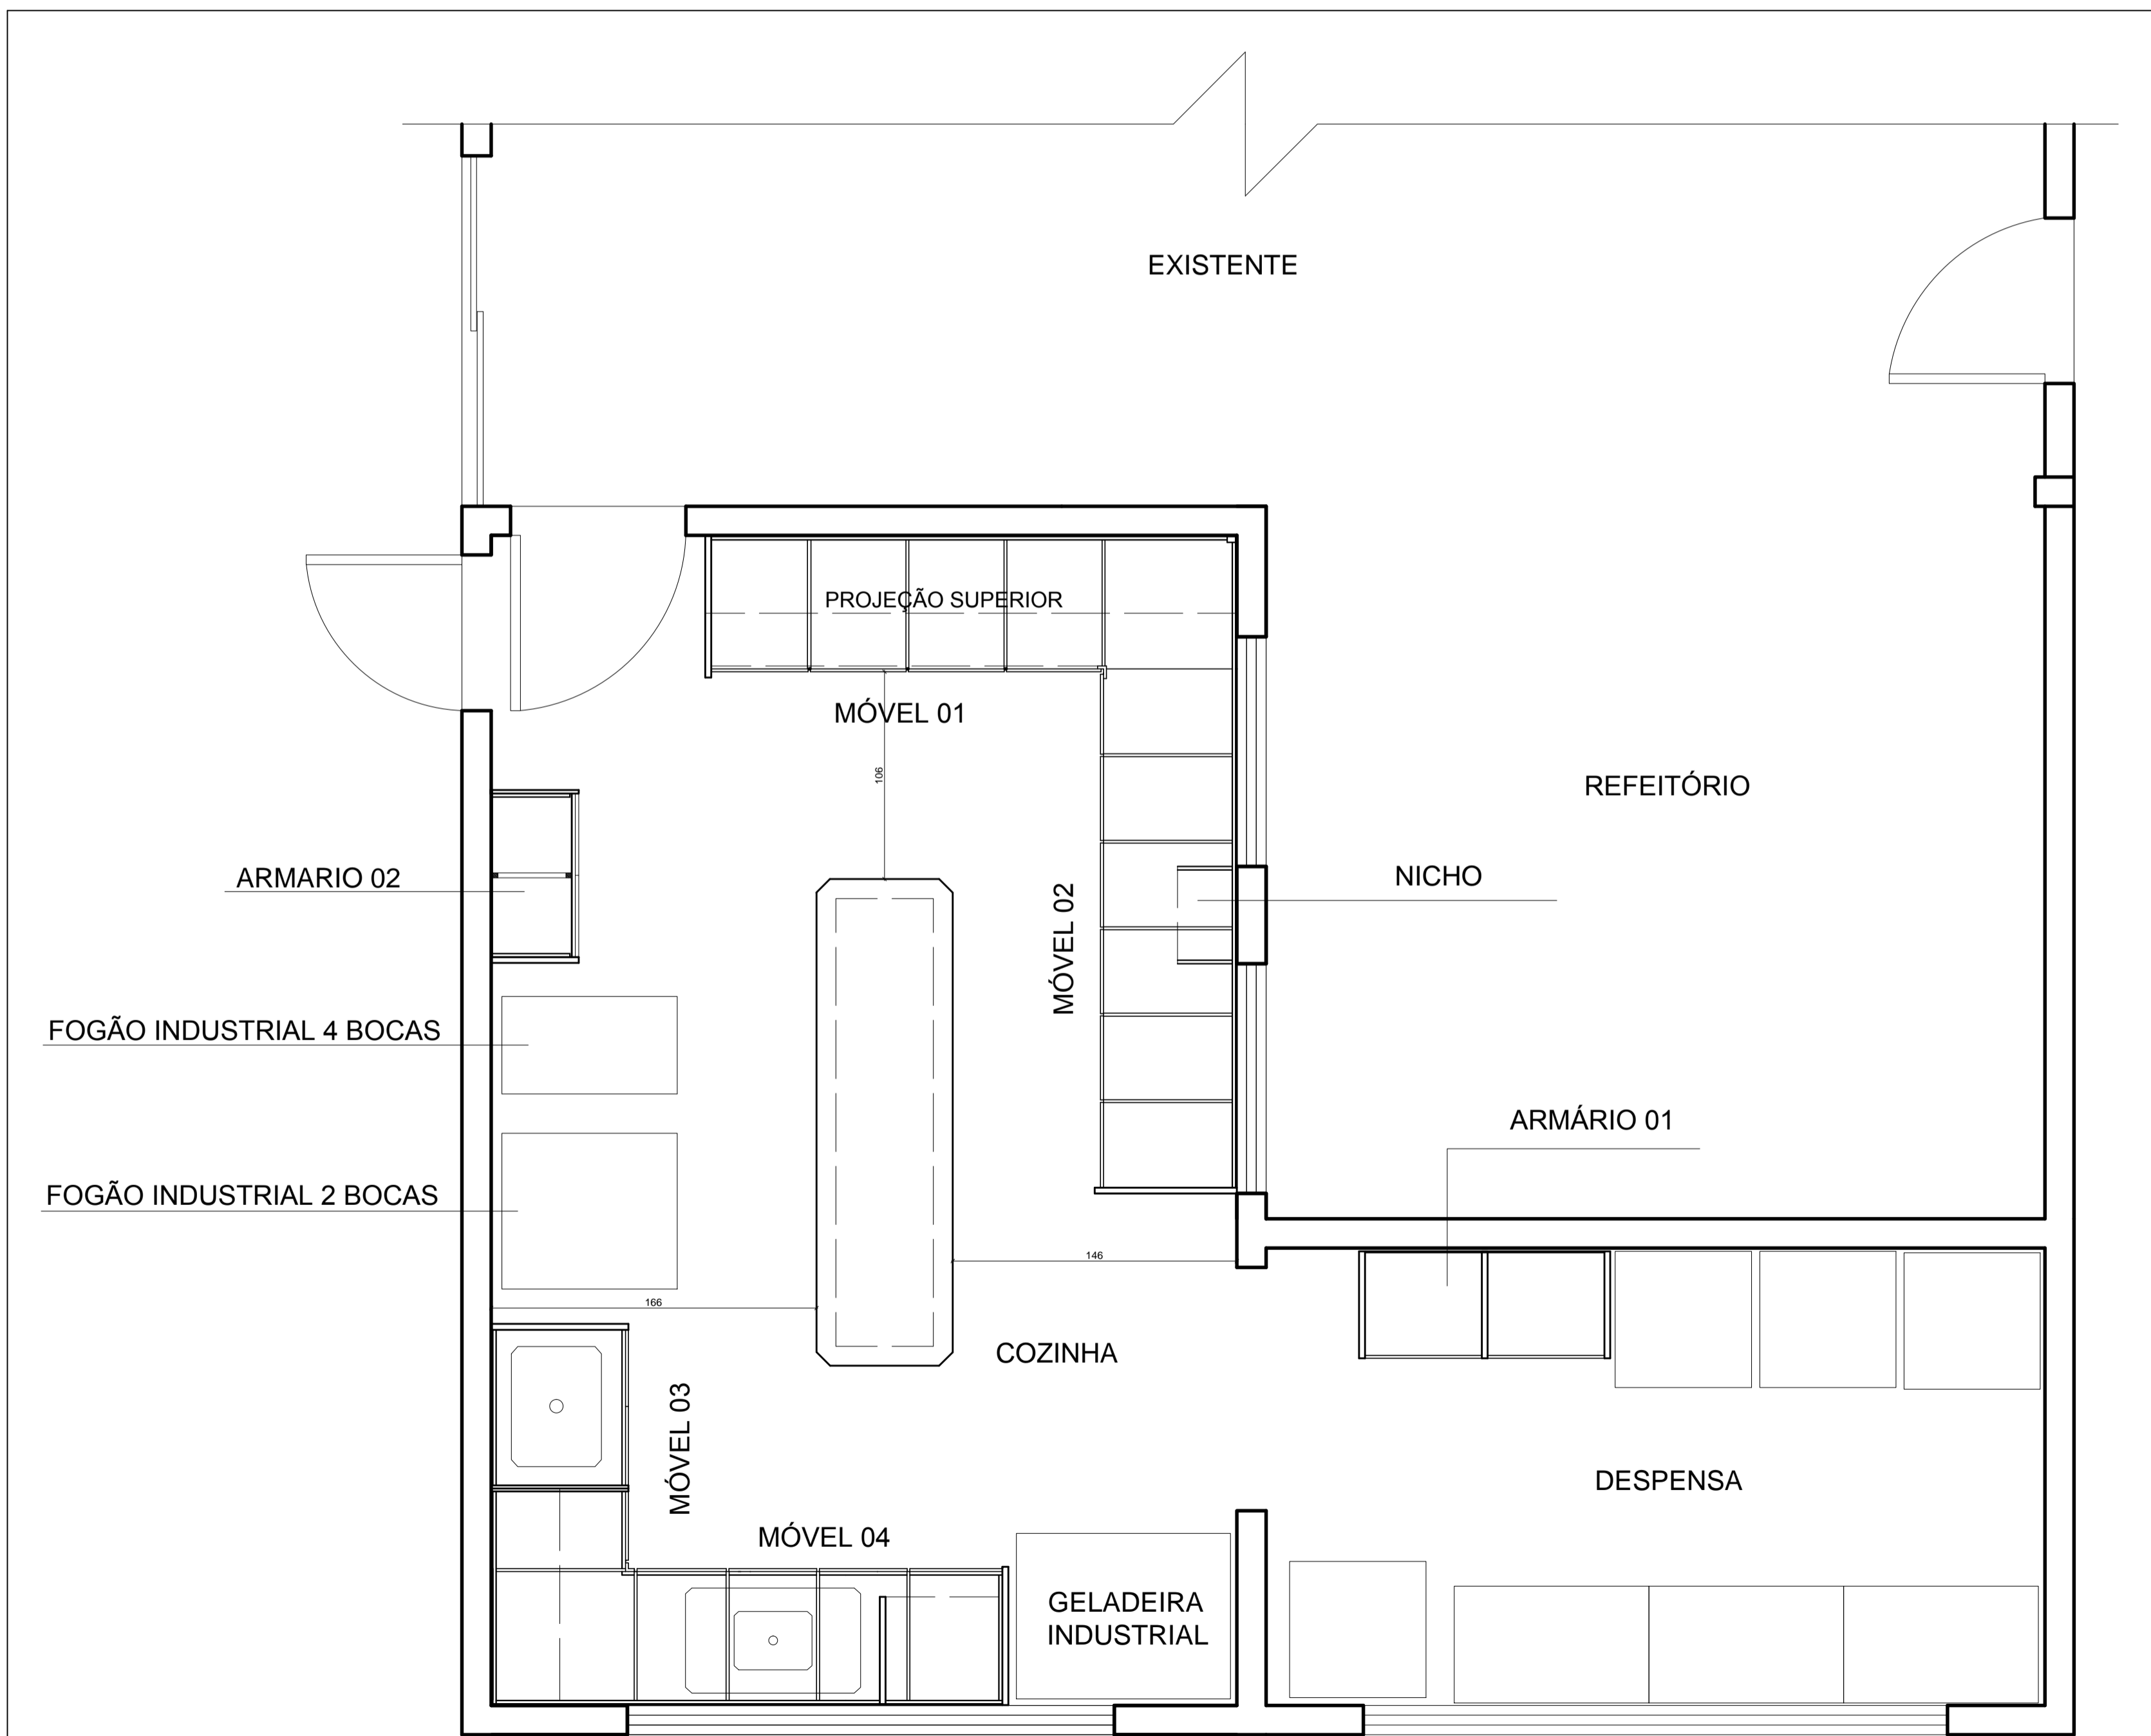 EXISTENTE
PROJEÇÃO SUPERIOR
MÓVEL 01
106
REFEITÓRIO
ARMARIO 02
NICHO
MÓVEL 02
FOGÃO INDUSTRIAL 4 BOCAS
ARMÁRIO 01
FOGÃO INDUSTRIAL 2 BOCAS
146
166
COZINHA
MÓVEL 03
DESPENSA
MÓVEL 04
GELADEIRA
INDUSTRIAL